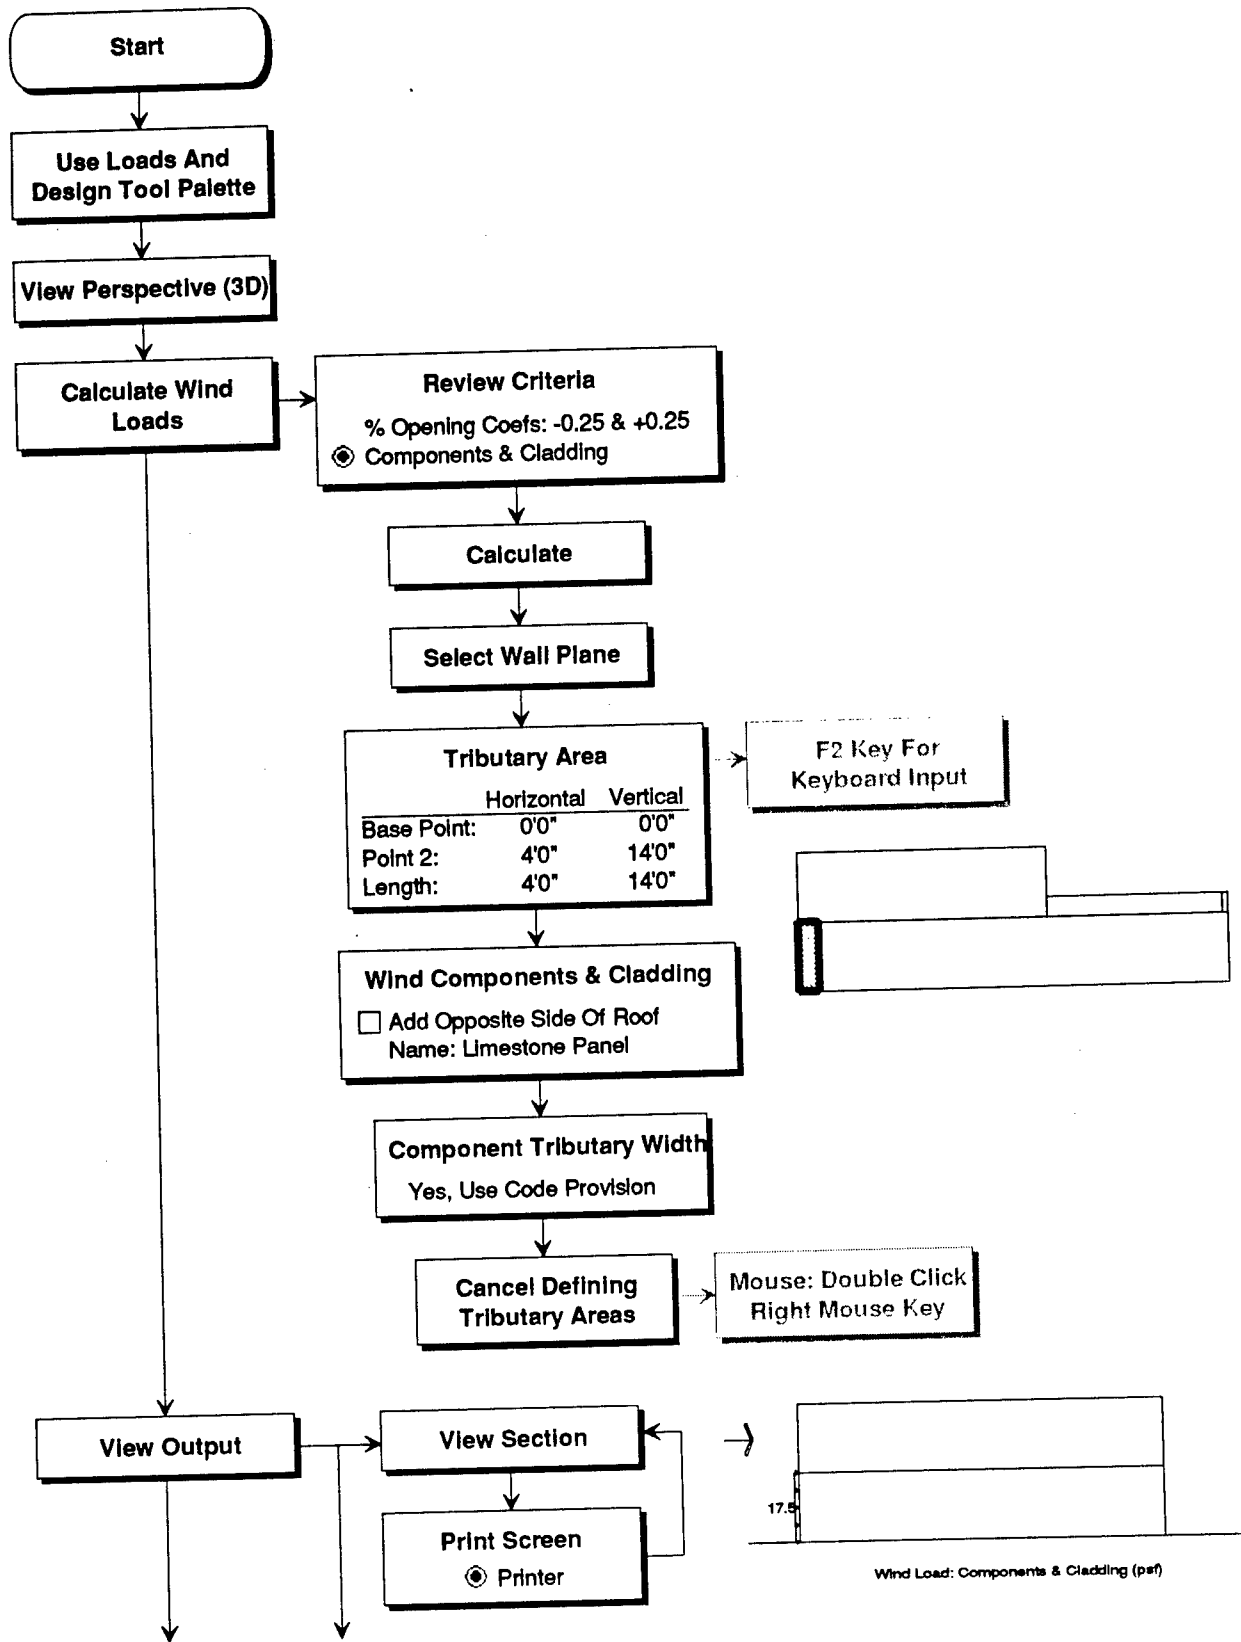 Start
Use Loads And
Design Tool Palette
View Perspective (3D)
Calculate Wind
Loads
Review Criteria
% Opening Coefs: -0.25 & +0.25
Components & Cladding
Calculate
Select Wall Plane
Tributary Area
Horizontal Vertical
Base Point: 0'0" 0'0"
Point 2: 4'0" 14'0"
Length: 4'0" 14'0"
F2 Key For
Keyboard Input
Wind Components & Cladding
Add Opposite Side Of Roof
Name: Limestone Panel
Component Tributary Width
Yes, Use Code Provision
Cancel Defining
Tributary Areas
Mouse: Double Click
Right Mouse Key
View Output
View Section
Print Screen
Printer
17.5
Wind Load: Components & Cladding (psf)